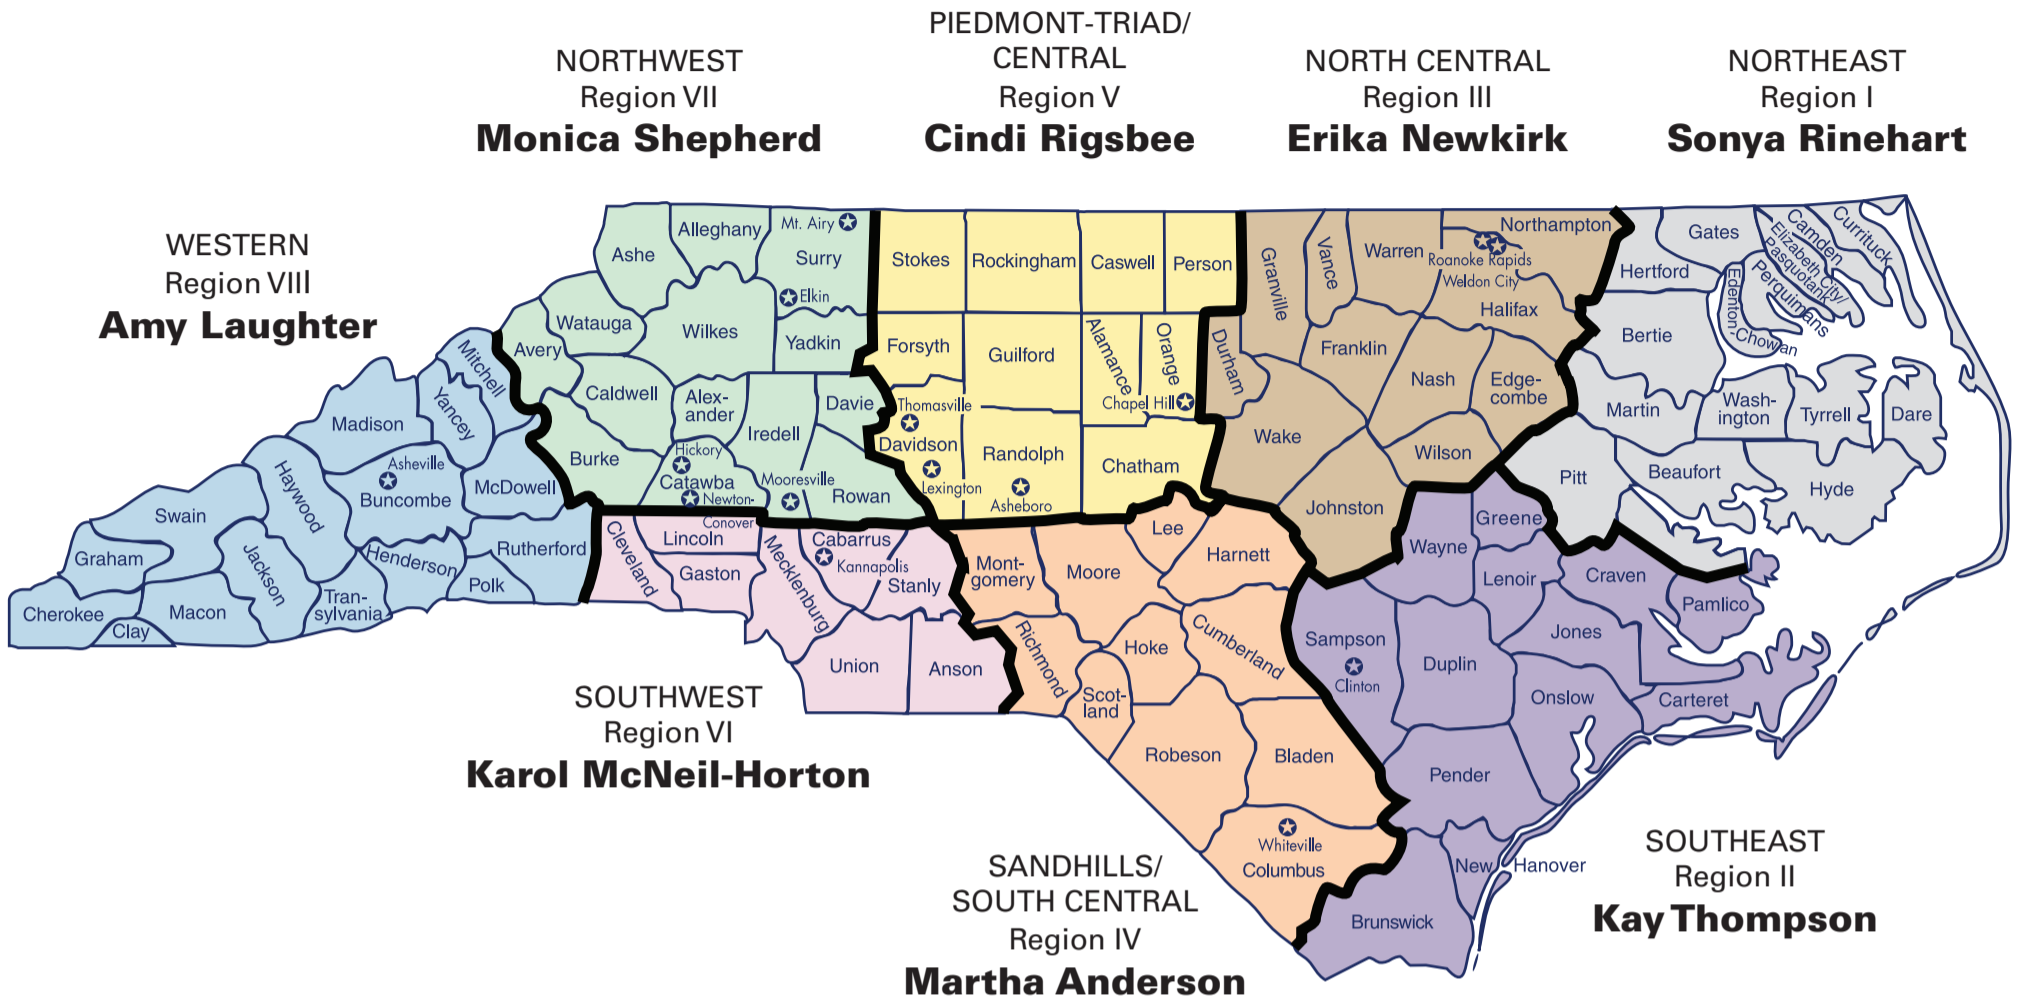 PIEDMONT-TRIAD/
CENTRAL
Region V
Cindi Rigsbee
NORTHWEST
Region VII
Monica Shepherd
NORTH CENTRAL
Region III
Erika Newkirk
NORTHEAST
Region I
Sonya Rinehart
WESTERN
Region VIII
Amy Laughter
Mitchell
Madison
Yancey
Asheville
Buncombe
McDowell
Haywood
Swain
Graham
Jackson
Henderson
Rutherford
Polk
Tran-
sylvania
Macon
Cherokee
Clay
Ashe
Alleghany
Mt. Airy
Surry
Elkin
Watauga
Wilkes
Yadkin
Avery
Caldwell
Alex-
ander
Davie
Iredell
Burke
Hickory
Catawba
Newton-
Conover
Mooresville
Rowan
Stokes
Rockingham
Caswell
Person
Forsyth
Guilford
Alamance
Orange
Chapel Hill
Thomasville
Davidson
Lexington
Randolph
Asheboro
Chatham
Granville
Vance
Warren
Northampton
Roanoke Rapids
Weldon City
Halifax
Durham
Franklin
Nash
Edge-
combe
Wake
Wilson
Johnston
Gates
Camden
Currituck
Elizabeth City/
Pasquotank
Perquimans
Hertford
Edenton
Chowan
Bertie
Martin
Wash-
ington
Tyrrell
Dare
Pitt
Beaufort
Hyde
Cleveland
Lincoln
Gaston
Mecklenburg
Cabarrus
Kannapolis
Stanly
Union
Anson
Mont-
gomery
Moore
Lee
Harnett
Richmond
Hoke
Cumberland
Scot-
land
Robeson
Bladen
Whiteville
Columbus
Wayne
Greene
Lenoir
Craven
Pamlico
Sampson
Clinton
Duplin
Jones
Onslow
Carteret
Pender
New Hanover
Brunswick
SOUTHWEST
Region VI
Karol McNeil-Horton
SANDHILLS/
SOUTH CENTRAL
Region IV
Martha Anderson
SOUTHEAST
Region II
Kay Thompson